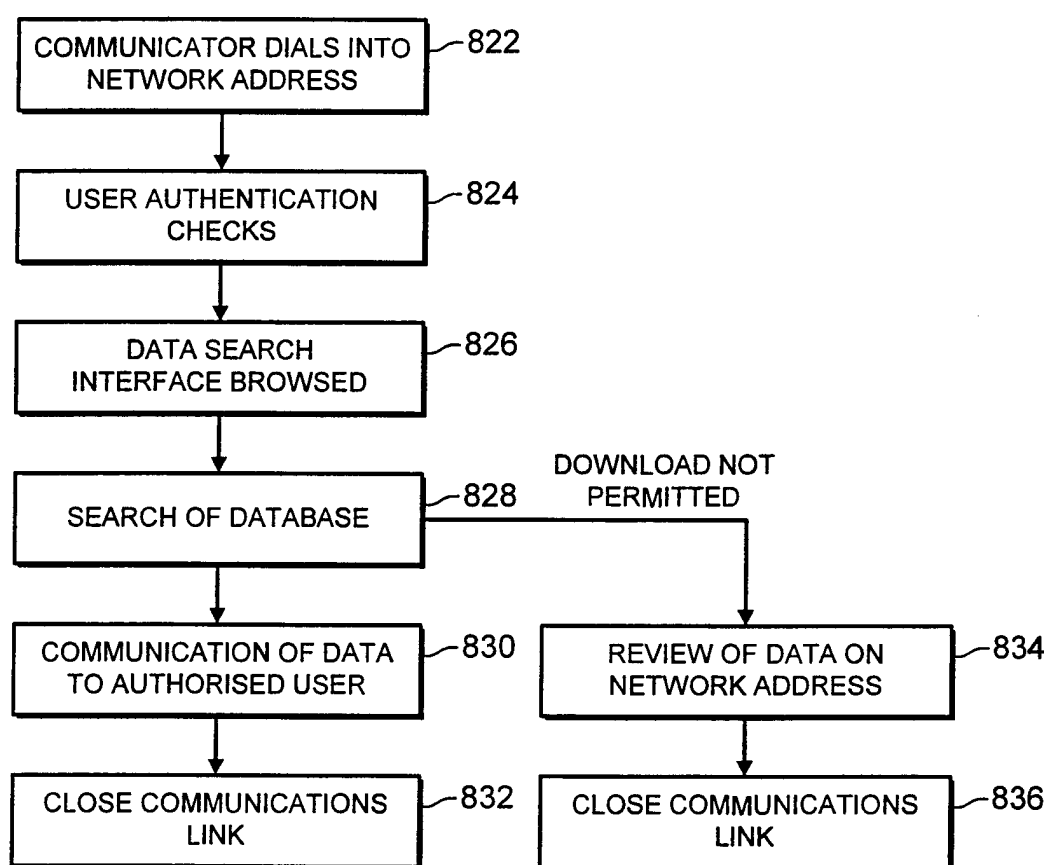 COMMUNICATOR DIALS INTO
NETWORK ADDRESS
822
USER AUTHENTICATION
CHECKS
824
DATA SEARCH
INTERFACE BROWSED
826
SEARCH OF DATABASE
828
DOWNLOAD NOT
PERMITTED
COMMUNICATION OF DATA
TO AUTHORISED USER
830
REVIEW OF DATA ON
NETWORK ADDRESS
834
CLOSE COMMUNICATIONS
LINK
832
CLOSE COMMUNICATIONS
LINK
836